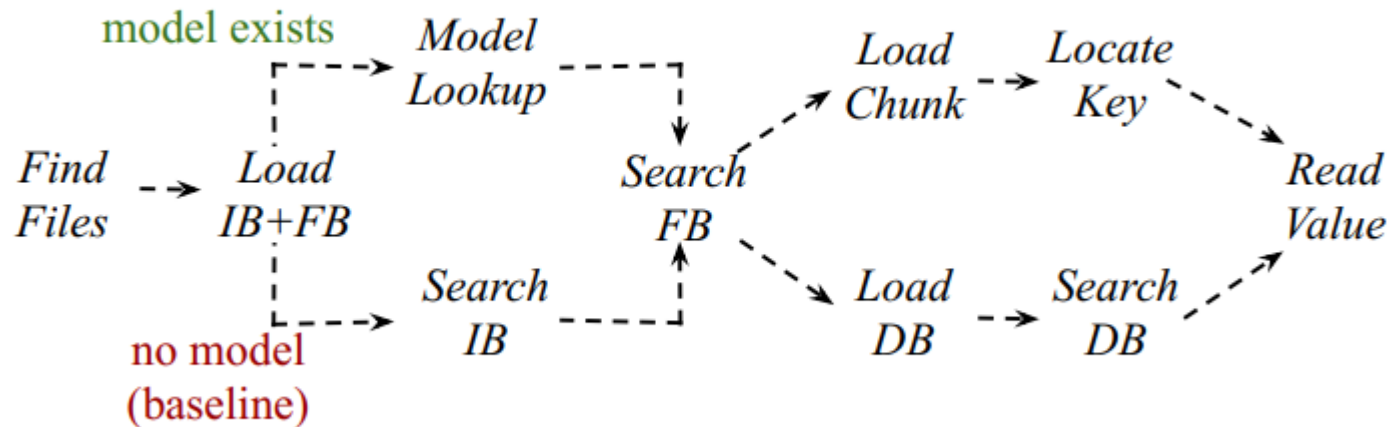 model exists
Model
Lookup
Load
Chunk
Locate
Key
Find
Files
Load
IB+FB
Search
FB
Read
Value
Search
IB
Load
DB
Search
DB
no model
(baseline)